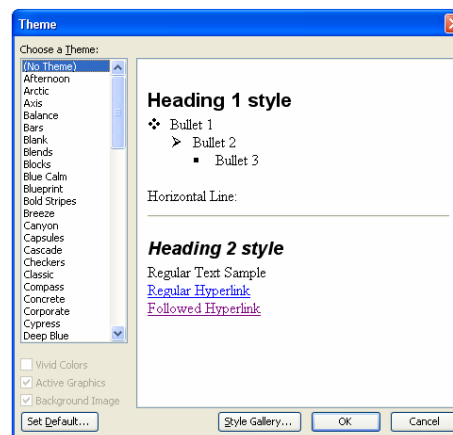 Theme
Choose a Theme:
(No Theme)
Afternoon
Arctic
Axis
Balance
Bars
Blank
Blends
Blocks
Blue Calm
Blueprint
Bold Stripes
Breeze
Canyon
Capsules
Cascade
Checkers
Classic
Compass
Concrete
Corporate
Cypress
Deep Blue
Vivid Colors
Active Graphics
Background Image
Heading 1 style
Bullet 1
Bullet 2
Bullet 3
Horizontal Line:
Heading 2 style
Regular Text Sample
Regular Hyperlink
Followed Hyperlink
Set Default... Style Gallery... OK Cancel